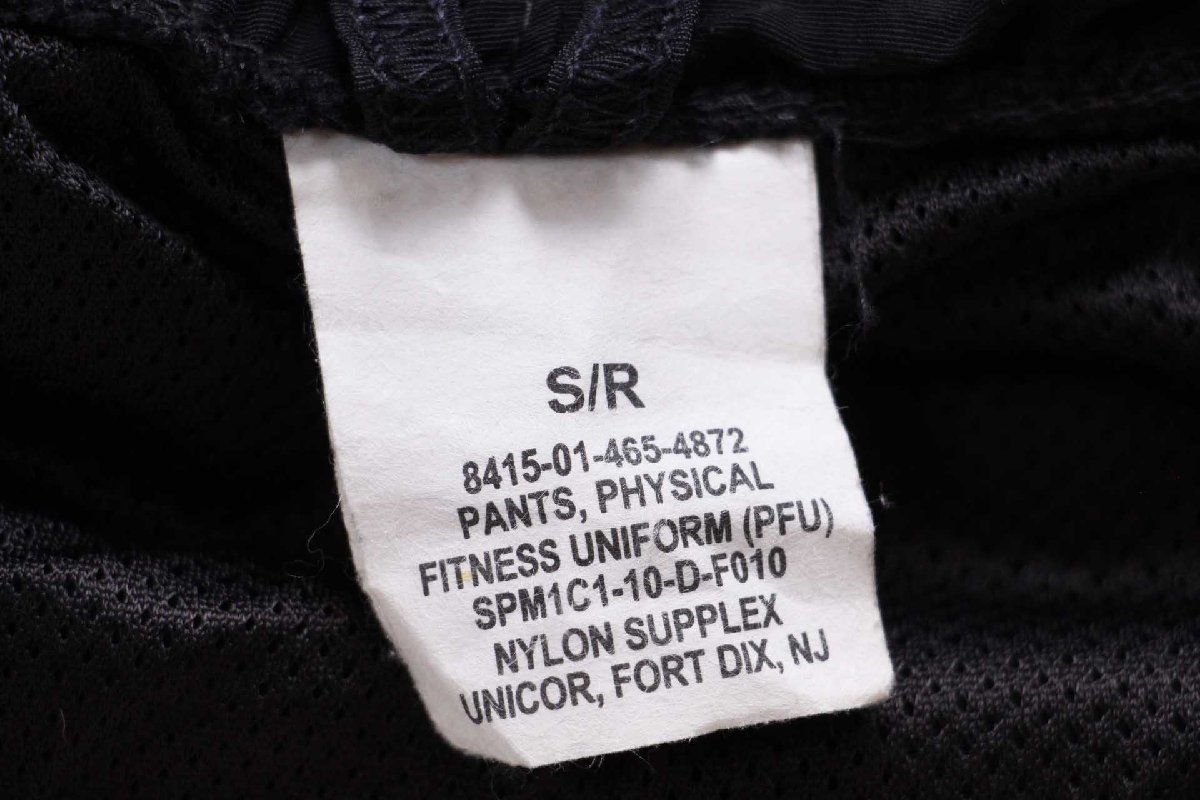 S/R
8415-01-465-4872
PANTS, PHYSICAL
FITNESS UNIFORM (PFU)
SPM1C1-10-D-F010
NYLON SUPPLEX
UNICOR, FORT DIX, NJ